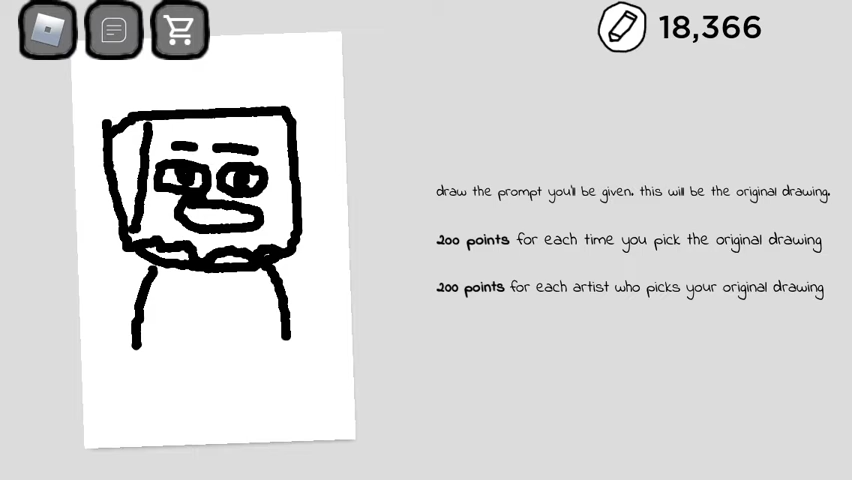 18,366
draw the prompt you'll be given. this will be the original drawing.
200 points for each time you pick the original drawing
200 points for each artist who picks your original drawing